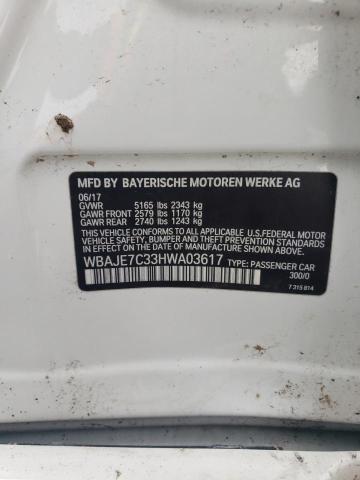 MFD BY BAYERISCHE MOTOREN WERKE AG
06/17
GVWR 5165 lbs 2343 kg
GAWR FRONT 2579 lbs 1170 kg
GAWR REAR 2740 lbs 1243 kg
THIS VEHICLE CONFORMS TO ALL APPLICABLE U.S.FEDERAL MOTOR
VEHICLE SAFETY, BUMPER, AND THEFT PREVENTION STANDARDS
IN EFFECT ON THE DATE OF MANUFACTURE SHOWN ABOVE.
WBAJE7C33HWA03617 TYPE: PASSENGER CAR
300/0
7 315 814